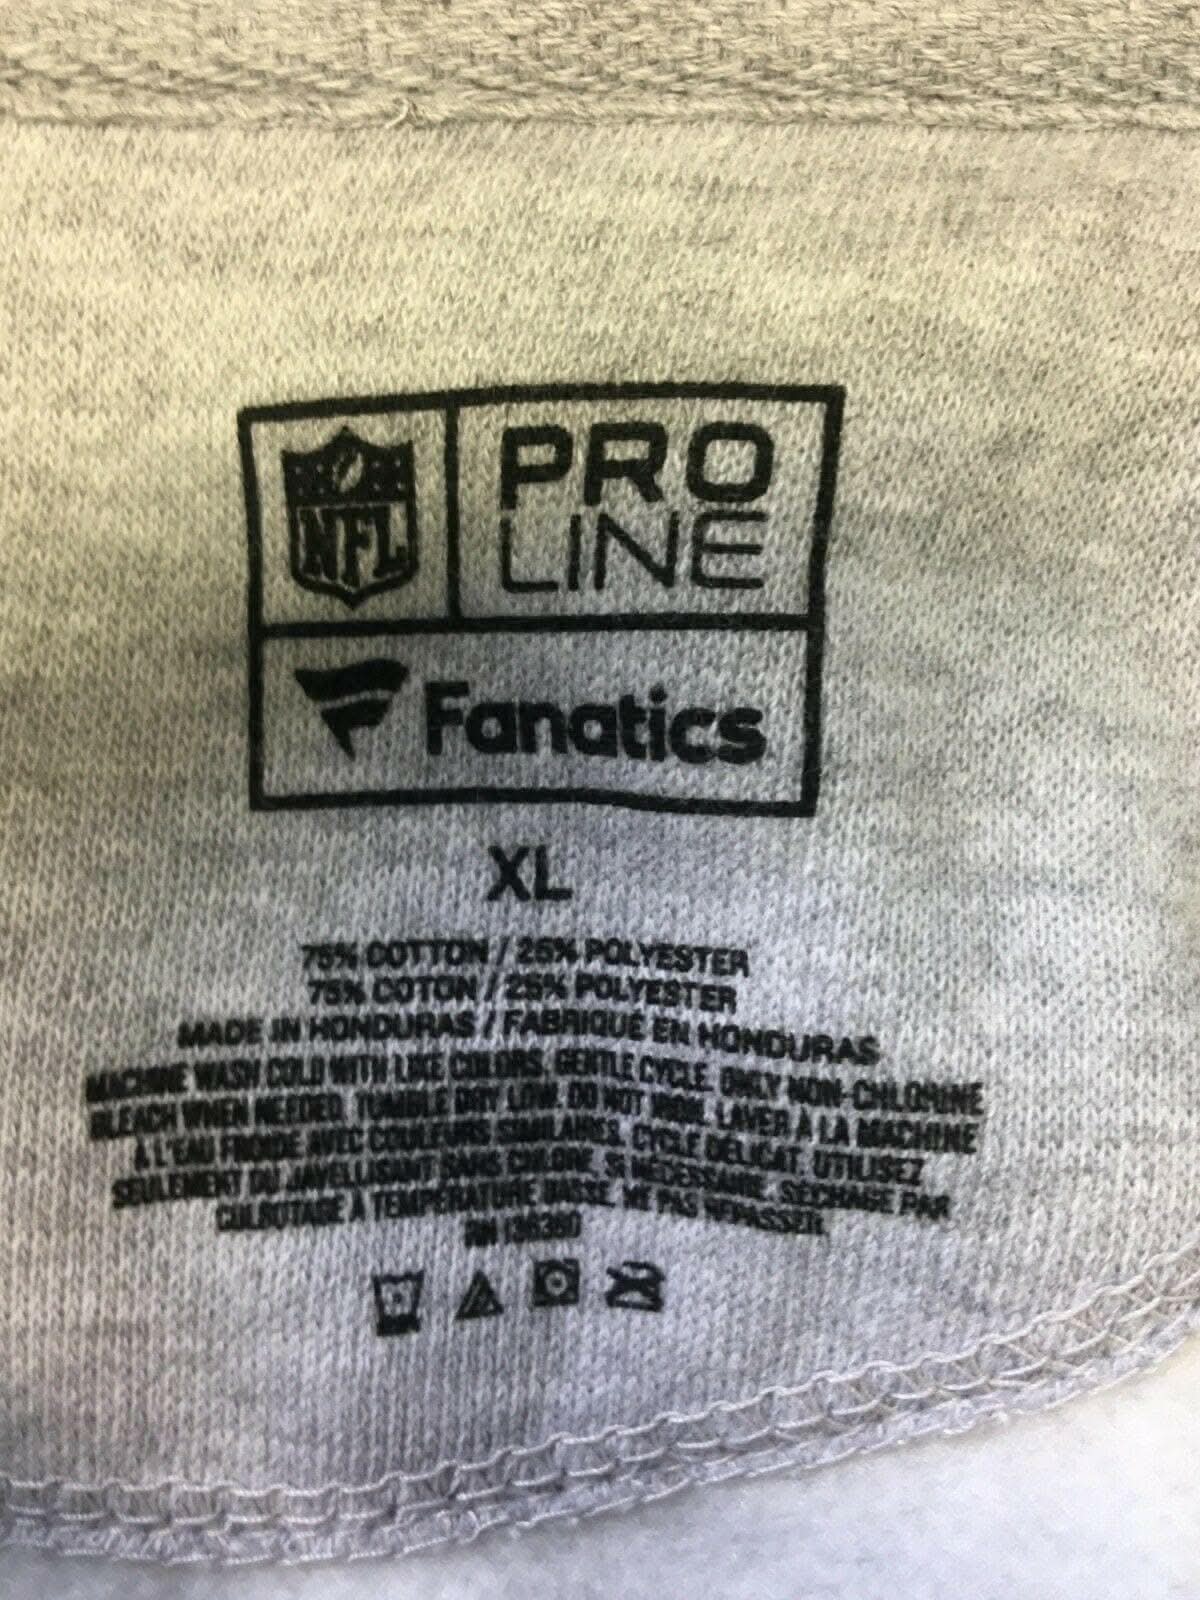 NFL
PRO
LINE
Fanatics
XL
75% COTTON / 25% POLYESTER
75% COTON / 25% POLYESTER
MADE IN HONDURAS / FABRIQUÉ EN HONDURAS
MACHINE WASH COLD WITH LIKE COLORS. GENTLE CYCLE. ONLY NON-CHLORINE
BLEACH WHEN NEEDED. TUMBLE DRY LOW. DO NOT IRON. LAVER À LA MACHINE
À L'EAU FROIDE AVEC COULEURS SIMILAIRES. CYCLE DÉLICAT. UTILISEZ
SEULEMENT DU JAVELLISANT SANS CHLORE, SI NÉCESSAIRE. SÉCHAGE PAR
CULBUTAGE À TEMPÉRATURE BASSE. NE PAS REPASSER.
RN